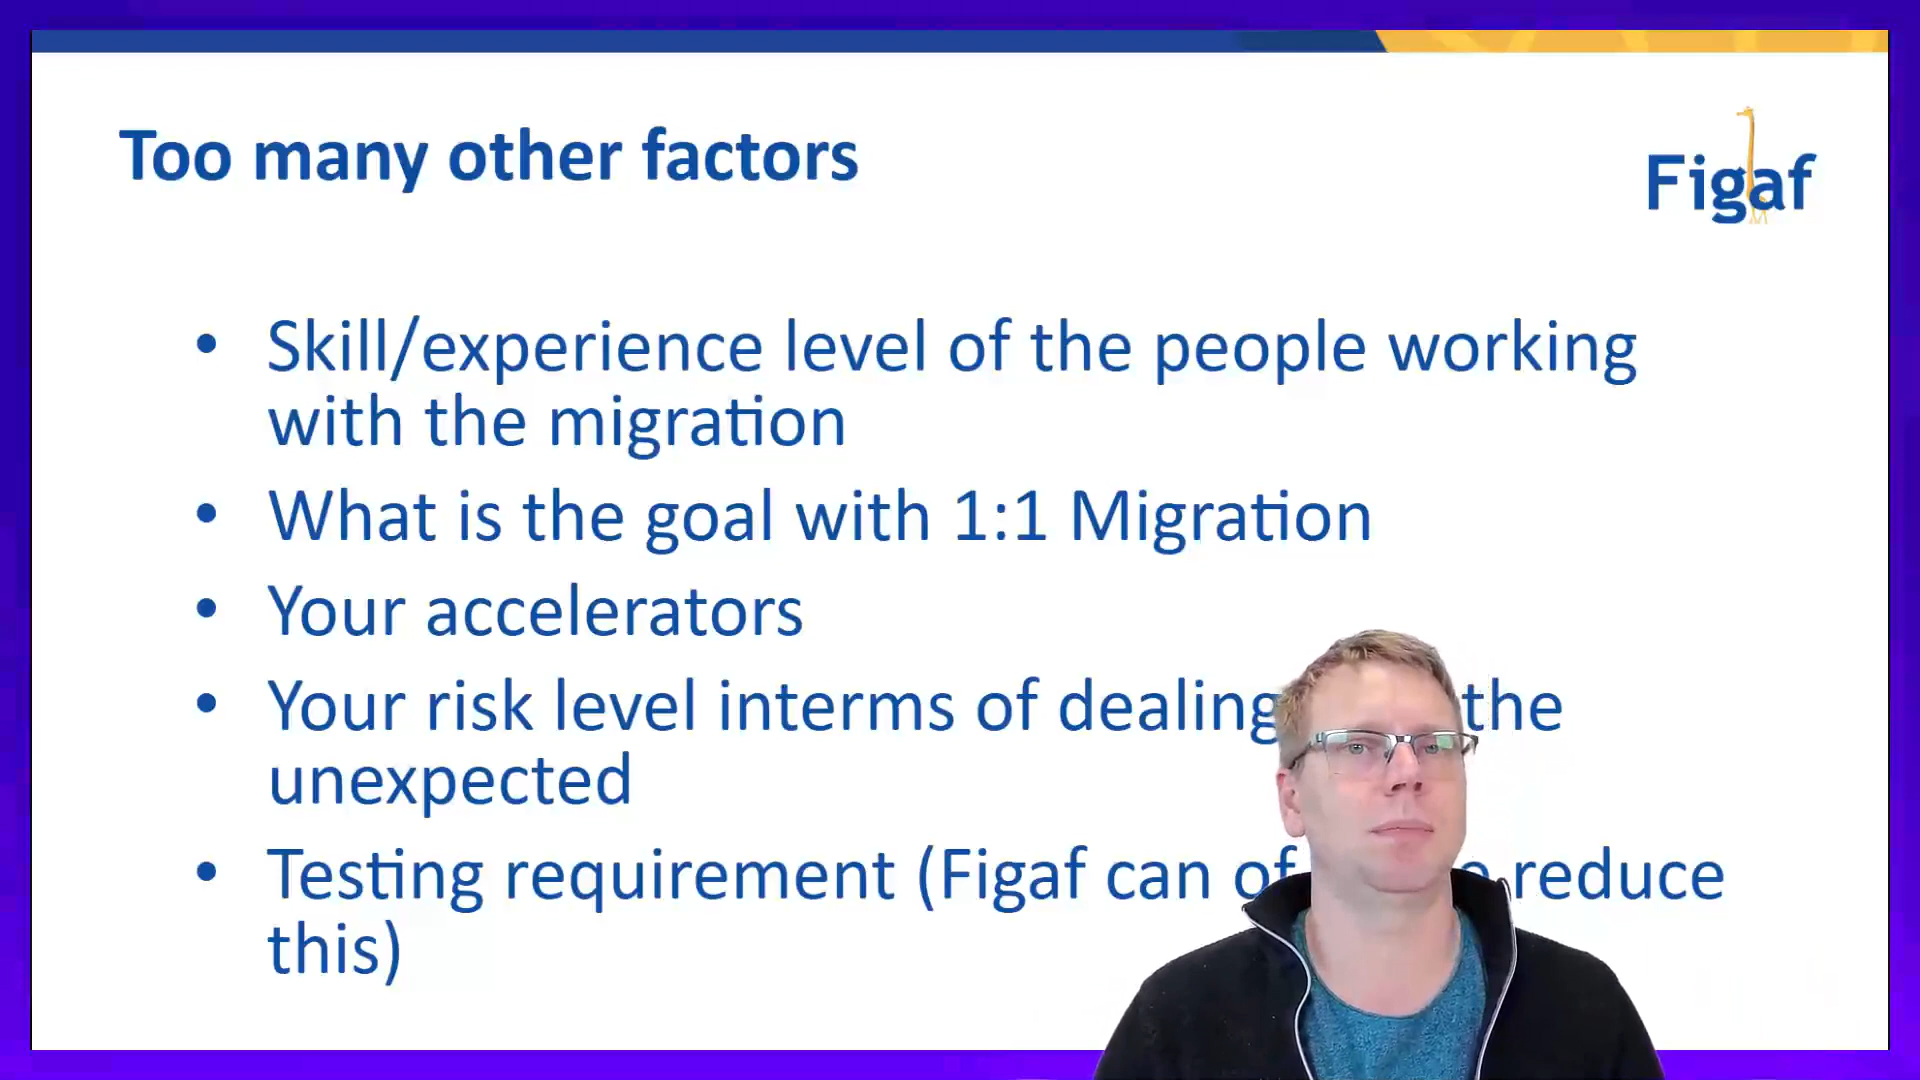 Too many other factors
Figaf
• Skill/experience level of the people working
with the migration
• What is the goal with 1:1 Migration
• Your accelerators
• Your risk level interms of dealing the
unexpected
• Testing requirement (Figaf can reduce
this)